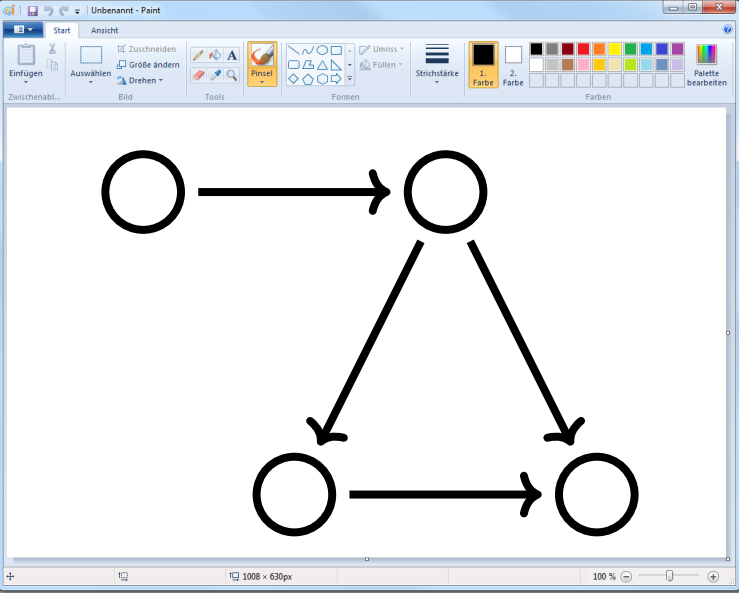 Unbenannt - Paint
Start
Ansicht
Einfügen
Zwischenabl...
Auswählen
Zuschneiden
Größe ändern
Drehen
Bild
A
Tools
Pinsel
Umriss
Füllen
Formen
Strichstärke
1.
Farbe
2.
Farbe
Farben
Palette
bearbeiten
1008 × 630px
100 %